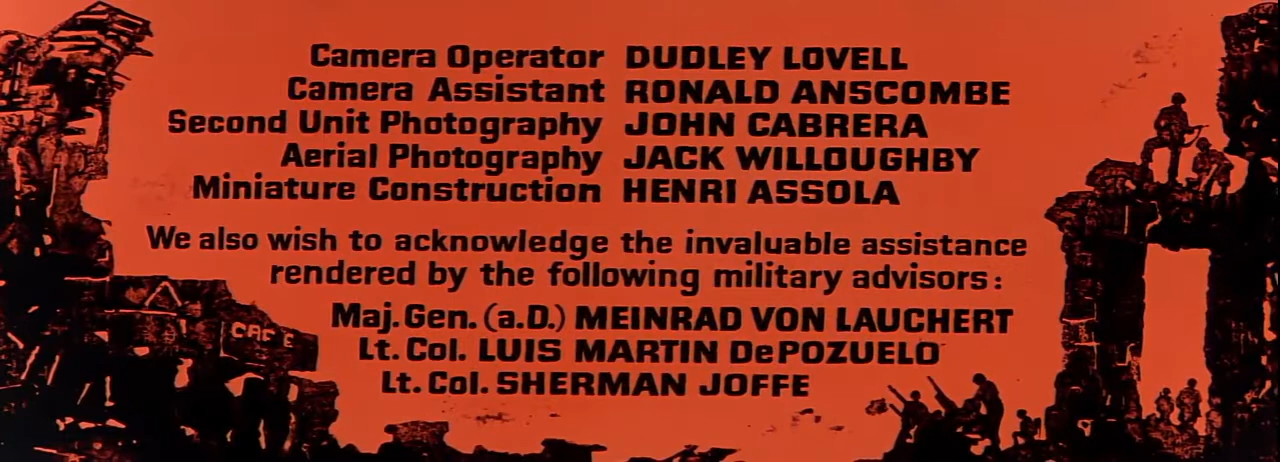 Camera Operator DUDLEY LOVELL
Camera Assistant RONALD ANSCOMBE
Second Unit Photography JOHN CABRERA
Aerial Photography JACK WILLOUGHBY
Miniature Construction HENRI ASSOLA
We also wish to acknowledge the invaluable assistance
rendered by the following military advisors:
Maj. Gen. (a.D.) MEINRAD VON LAUCHERT
Lt. Col. LUIS MARTIN DePOZUELO
Lt. Col. SHERMAN JOFFE
CAFE